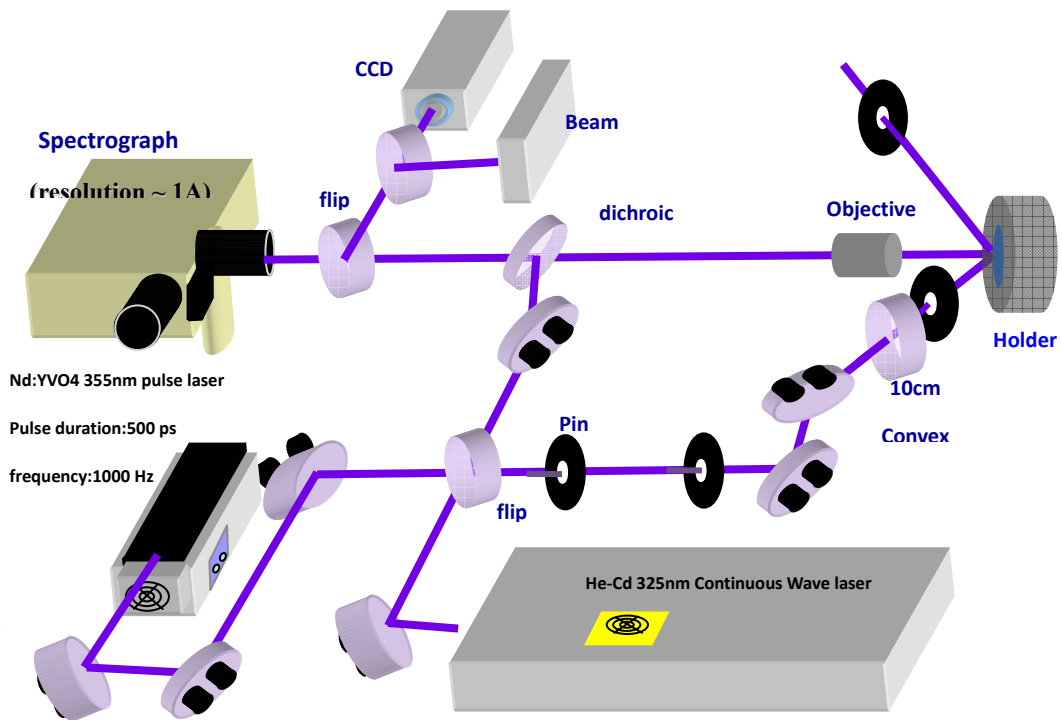 CCD
Beam
Spectrograph
(resolution ~ 1A)
flip
dichroic
Objective
Holder
Nd:YVO4 355nm pulse laser
10cm
Pulse duration:500 ps
Pin
Convex
frequency:1000 Hz
flip
He-Cd 325nm Continuous Wave laser